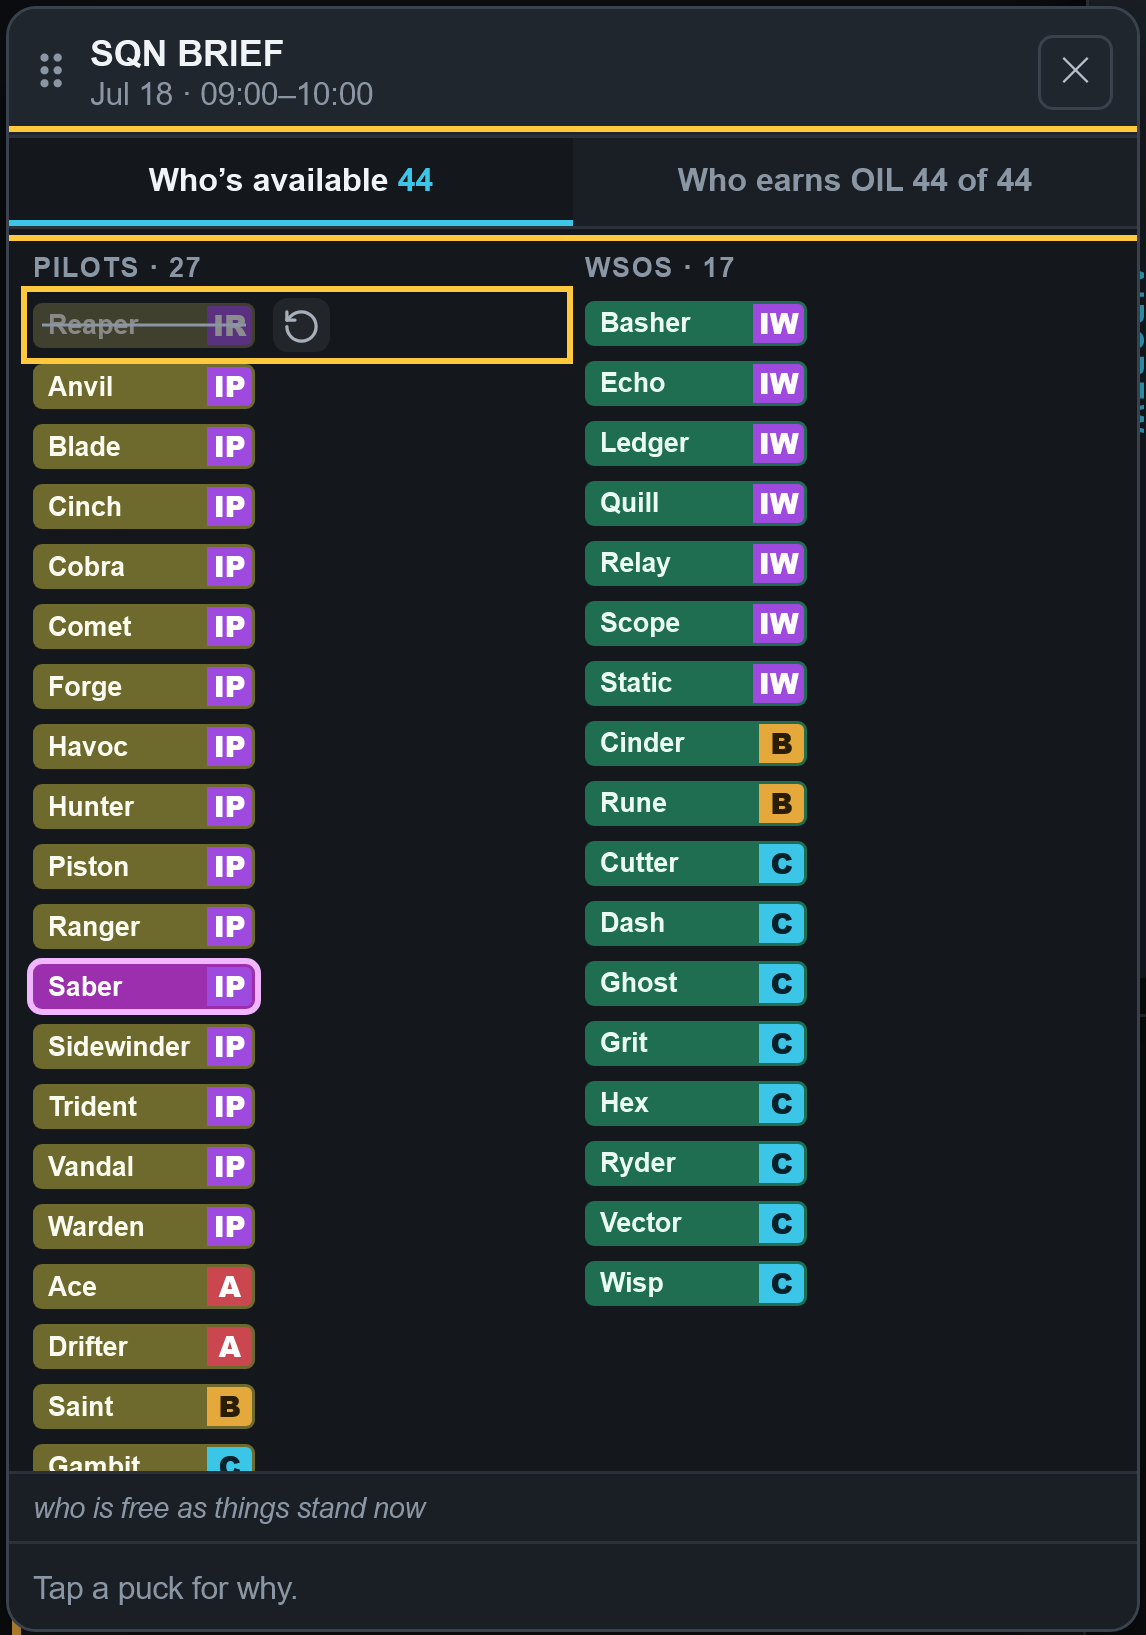 SQN BRIEF
Jul 18 · 09:00–10:00
Who’s available 44
Who earns OIL 44 of 44
PILOTS · 27
Reaper IR
Anvil IP
Blade IP
Cinch IP
Cobra IP
Comet IP
Forge IP
Havoc IP
Hunter IP
Piston IP
Ranger IP
Saber IP
Sidewinder IP
Trident IP
Vandal IP
Warden IP
Ace A
Drifter A
Saint B
Gambit C
WSOS · 17
Basher IW
Echo IW
Ledger IW
Quill IW
Relay IW
Scope IW
Static IW
Cinder B
Rune B
Cutter C
Dash C
Ghost C
Grit C
Hex C
Ryder C
Vector C
Wisp C
who is free as things stand now
Tap a puck for why.